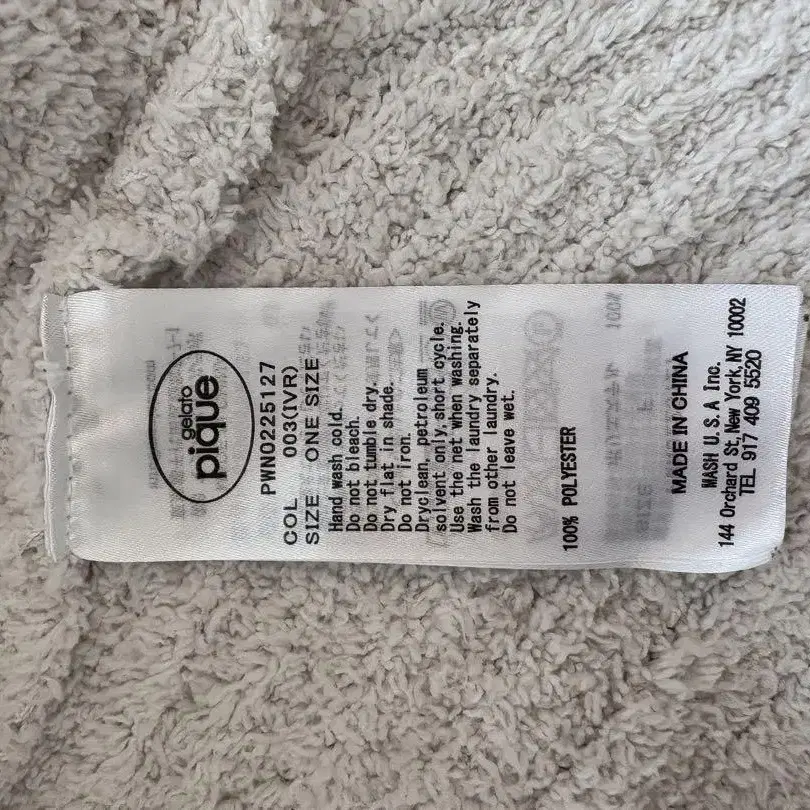 gelato
pique
PWNO225127
COL 003(IVR)
SIZE ONE SIZE
Hand wash cold.
Do not bleach.
Do not tumble dry.
Dry flat in shade.
Do not iron.
Dryclean, petroleum
solvent only, short cycle.
Use the net when washing.
Wash the laundry separately
from other laundry.
Do not leave wet.
100% POLYESTER
MADE IN CHINA
MASH U.S.A Inc.
144 Orchard St, New York, NY 10002
TEL 917 409 5520